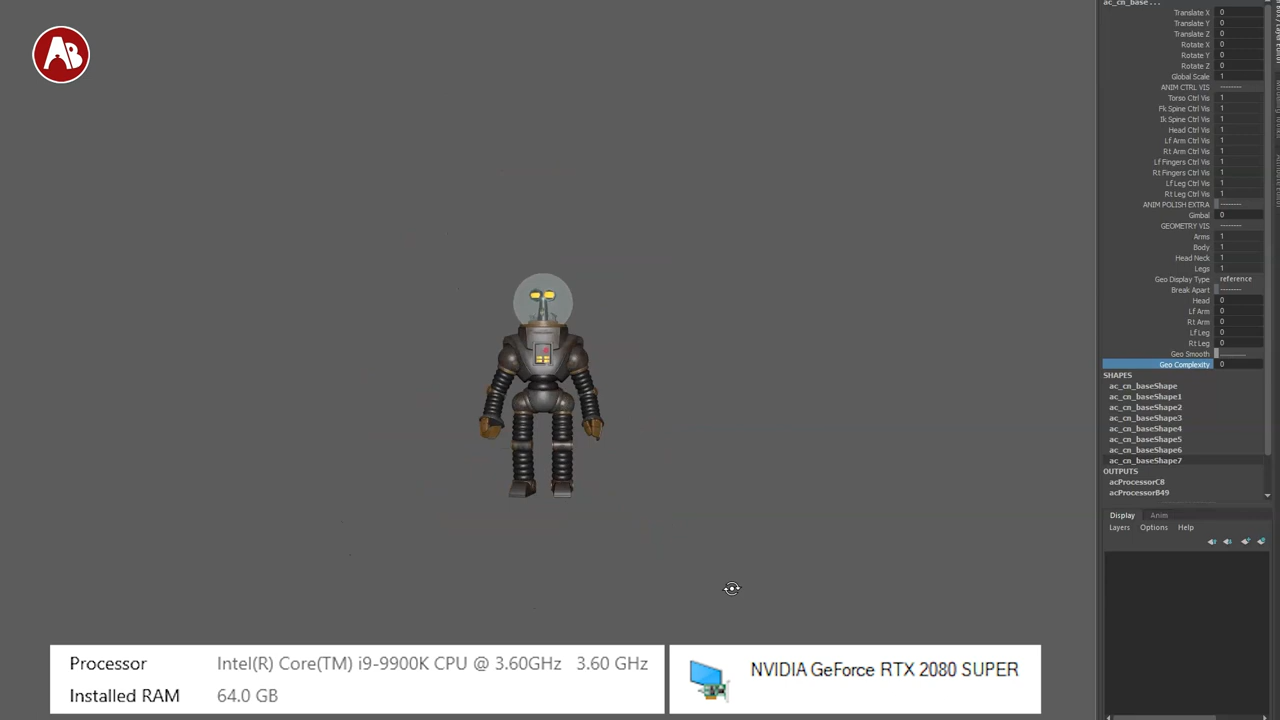 AB
ac_cn_base...
Translate X 0
Translate Y 0
Translate Z 0
Rotate X 0
Rotate Y 0
Rotate Z 0
Global Scale 1
ANIM CTRL VIS --------
Torso Ctrl Vis 1
Fk Spine Ctrl Vis 1
Ik Spine Ctrl Vis 1
Head Ctrl Vis 1
Lf Arm Ctrl Vis 1
Rt Arm Ctrl Vis 1
Lf Fingers Ctrl Vis 1
Rt Fingers Ctrl Vis 1
Lf Leg Ctrl Vis 1
Rt Leg Ctrl Vis 1
ANIM POLISH EXTRA --------
Gimbal 0
GEOMETRY VIS --------
Arms 1
Body 1
Head Neck 1
Legs 1
Geo Display Type reference
Break Apart --------
Head 0
Lf Arm 0
Rt Arm 0
Lf Leg 0
Rt Leg 0
Geo Smooth ----------
Geo Complexity 0
SHAPES
ac_cn_baseShape
ac_cn_baseShape1
ac_cn_baseShape2
ac_cn_baseShape3
ac_cn_baseShape4
ac_cn_baseShape5
ac_cn_baseShape6
ac_cn_baseShape7
OUTPUTS
acProcessorC8
acProcessorB49
Display Anim
Layers Options Help
Processor Intel(R) Core(TM) i9-9900K CPU @ 3.60GHz 3.60 GHz
Installed RAM 64.0 GB
NVIDIA GeForce RTX 2080 SUPER